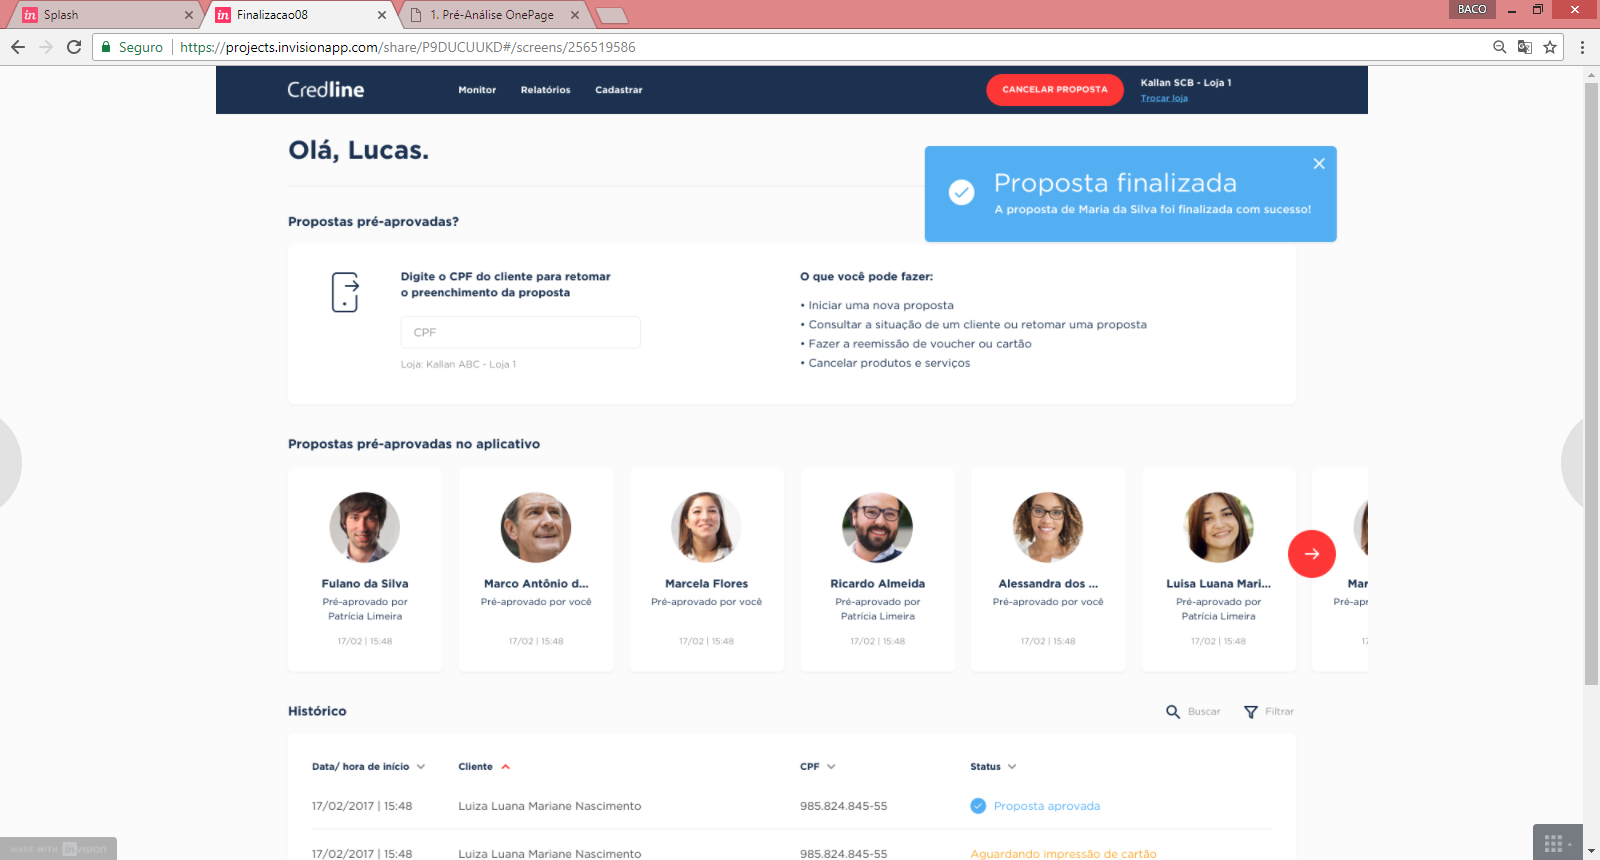 Splash
Finalizacao08
1. Pré-Análise OnePage
BACO
Seguro
https://projects.invisionapp.com/share/P9DUCUUKD#/screens/256519586
Credline
Monitor
Relatórios
Cadastrar
CANCELAR PROPOSTA
Kallan SCB - Loja 1
Trocar loja
Olá, Lucas.
Proposta finalizada
A proposta de Maria da Silva foi finalizada com sucesso!
Propostas pré-aprovadas?
Digite o CPF do cliente para retomar
o preenchimento da proposta
CPF
Loja: Kallan ABC - Loja 1
O que você pode fazer:
• Iniciar uma nova proposta
• Consultar a situação de um cliente ou retomar uma proposta
• Fazer a reemissão de voucher ou cartão
• Cancelar produtos e serviços
Propostas pré-aprovadas no aplicativo
Fulano da Silva
Pré-aprovado por
Patrícia Limeira
17/02 | 15:48
Marco Antônio d...
Pré-aprovado por você
17/02 | 15:48
Marcela Flores
Pré-aprovado por você
17/02 | 15:48
Ricardo Almeida
Pré-aprovado por
Patrícia Limeira
17/02 | 15:48
Alessandra dos ...
Pré-aprovado por você
17/02 | 15:48
Luisa Luana Mari...
Pré-aprovado por
Patrícia Limeira
17/02 | 15:48
Mar
Pré-apr
17
Histórico
Buscar
Filtrar
Data/ hora de início
Cliente
CPF
Status
17/02/2017 | 15:48
Luiza Luana Mariane Nascimento
985.824.845-55
Proposta aprovada
17/02/2017 | 15:48
Luiza Luana Mariane Nascimento
985.824.845-55
Aguardando impressão de cartão
MADE WITH invision